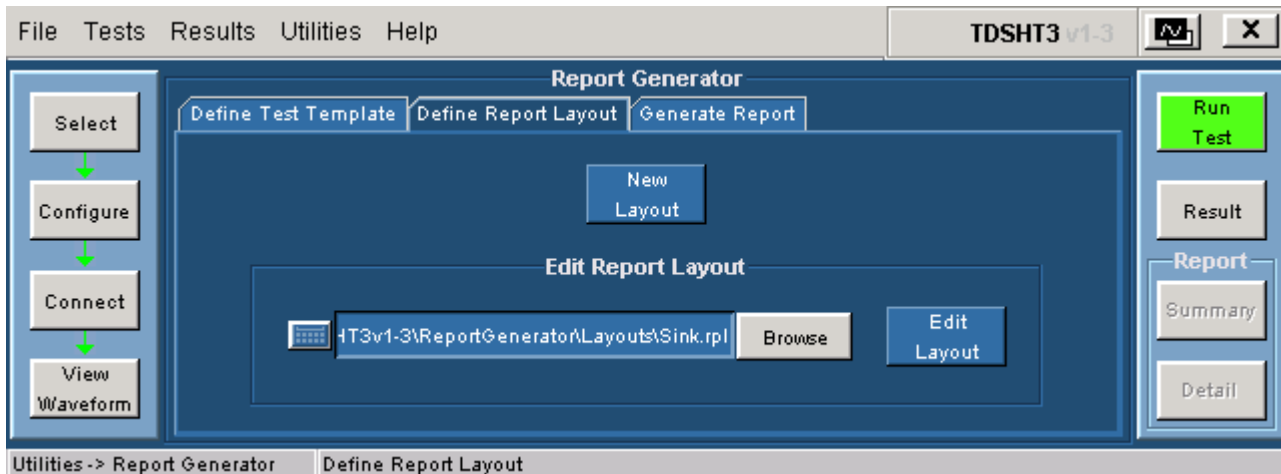 File Tests Results Utilities Help TDSHT3 v1-3
Report Generator
Define Test Template Define Report Layout Generate Report
Select
Configure
Connect
View
Waveform
New
Layout
Edit Report Layout
HT3v1-3\ReportGenerator\Layouts\Sink.rpl Browse
Edit
Layout
Run
Test
Result
Report
Summary
Detail
Utilities -> Report Generator Define Report Layout